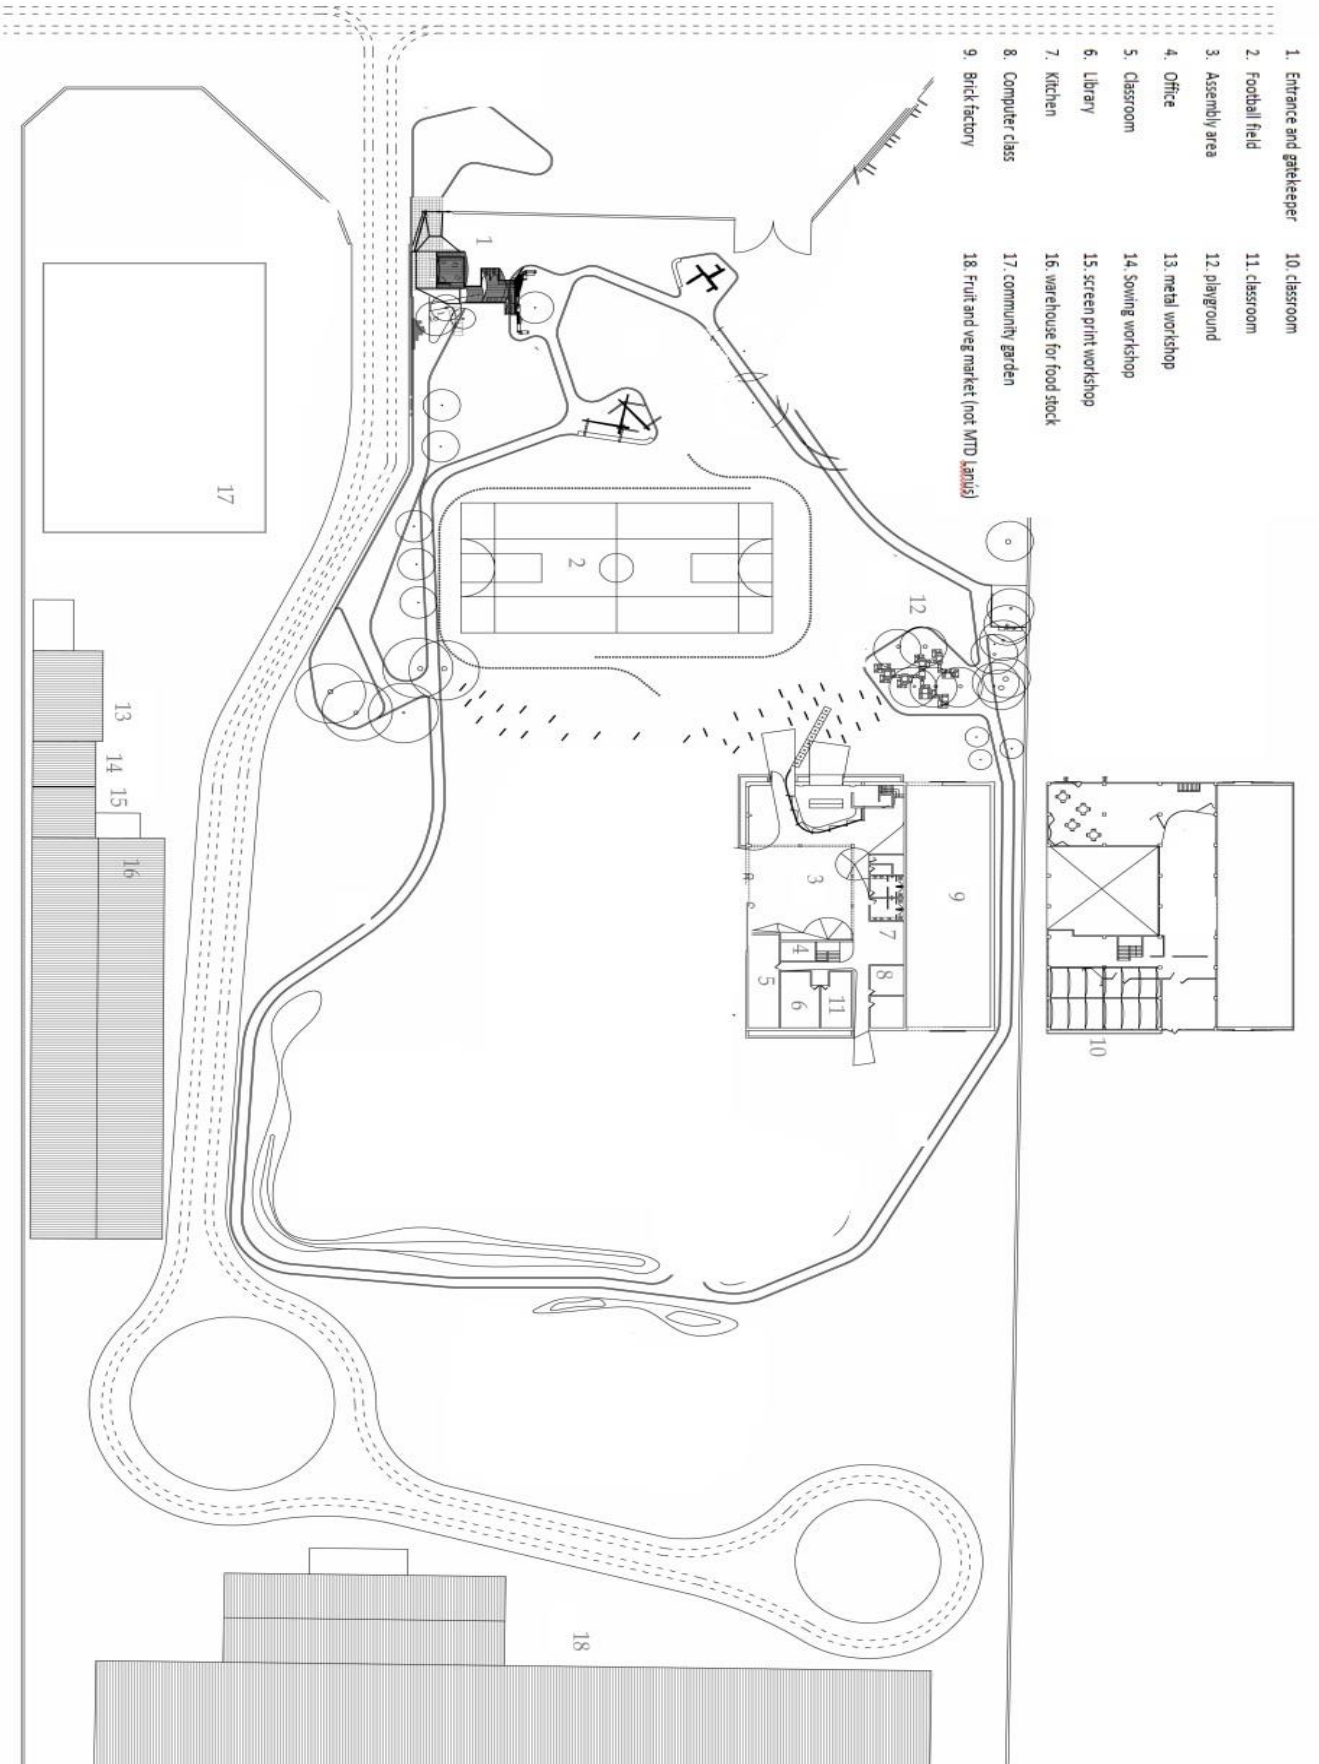 1. Entrance and gatekeeper
2. Football field
3. Assembly area
4. Office
5. Classroom
6. Library
7. Kitchen
8. Computer class
9. Brick factory
10. classroom
11. classroom
12. playground
13. metal workshop
14. Sowing workshop
15. screen print workshop
16. warehouse for food stock
17. community garden
18. Fruit and veg market (not MTD Lanús)
10
9
12
7
8
3
4
11
6
5
2
18
1
17
16
15
14
13